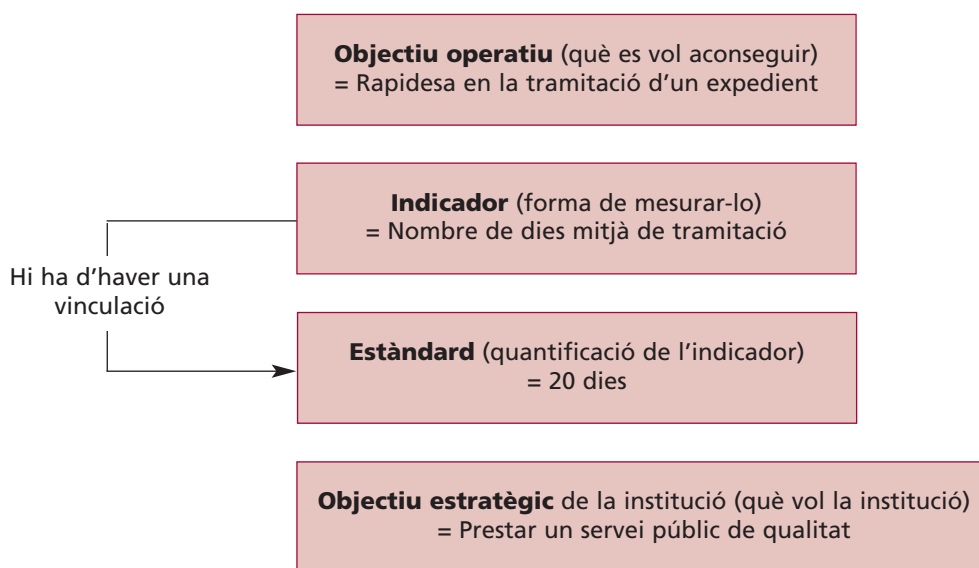 Objectiu operatiu (què es vol aconseguir)
= Rapidesa en la tramitació d’un expedient
Indicador (forma de mesurar-lo)
= Nombre de dies mitjà de tramitació
Hi ha d’haver una
vinculació
Estàndard (quantificació de l’indicador)
= 20 dies
Objectiu estratègic de la institució (què vol la institució)
= Prestar un servei públic de qualitat